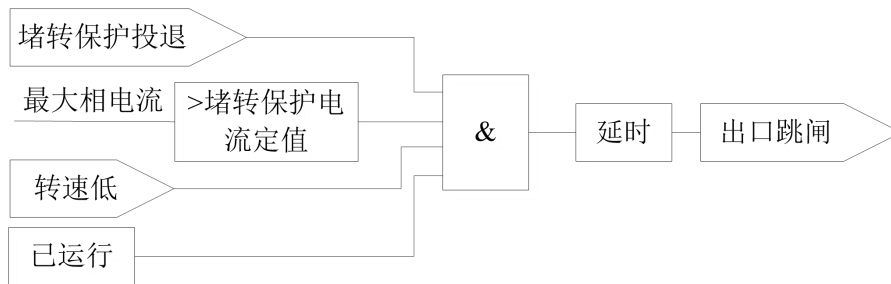 堵转保护投退
最大相电流
>堵转保护电
流定值
&
延时
出口跳闸
转速低
已运行